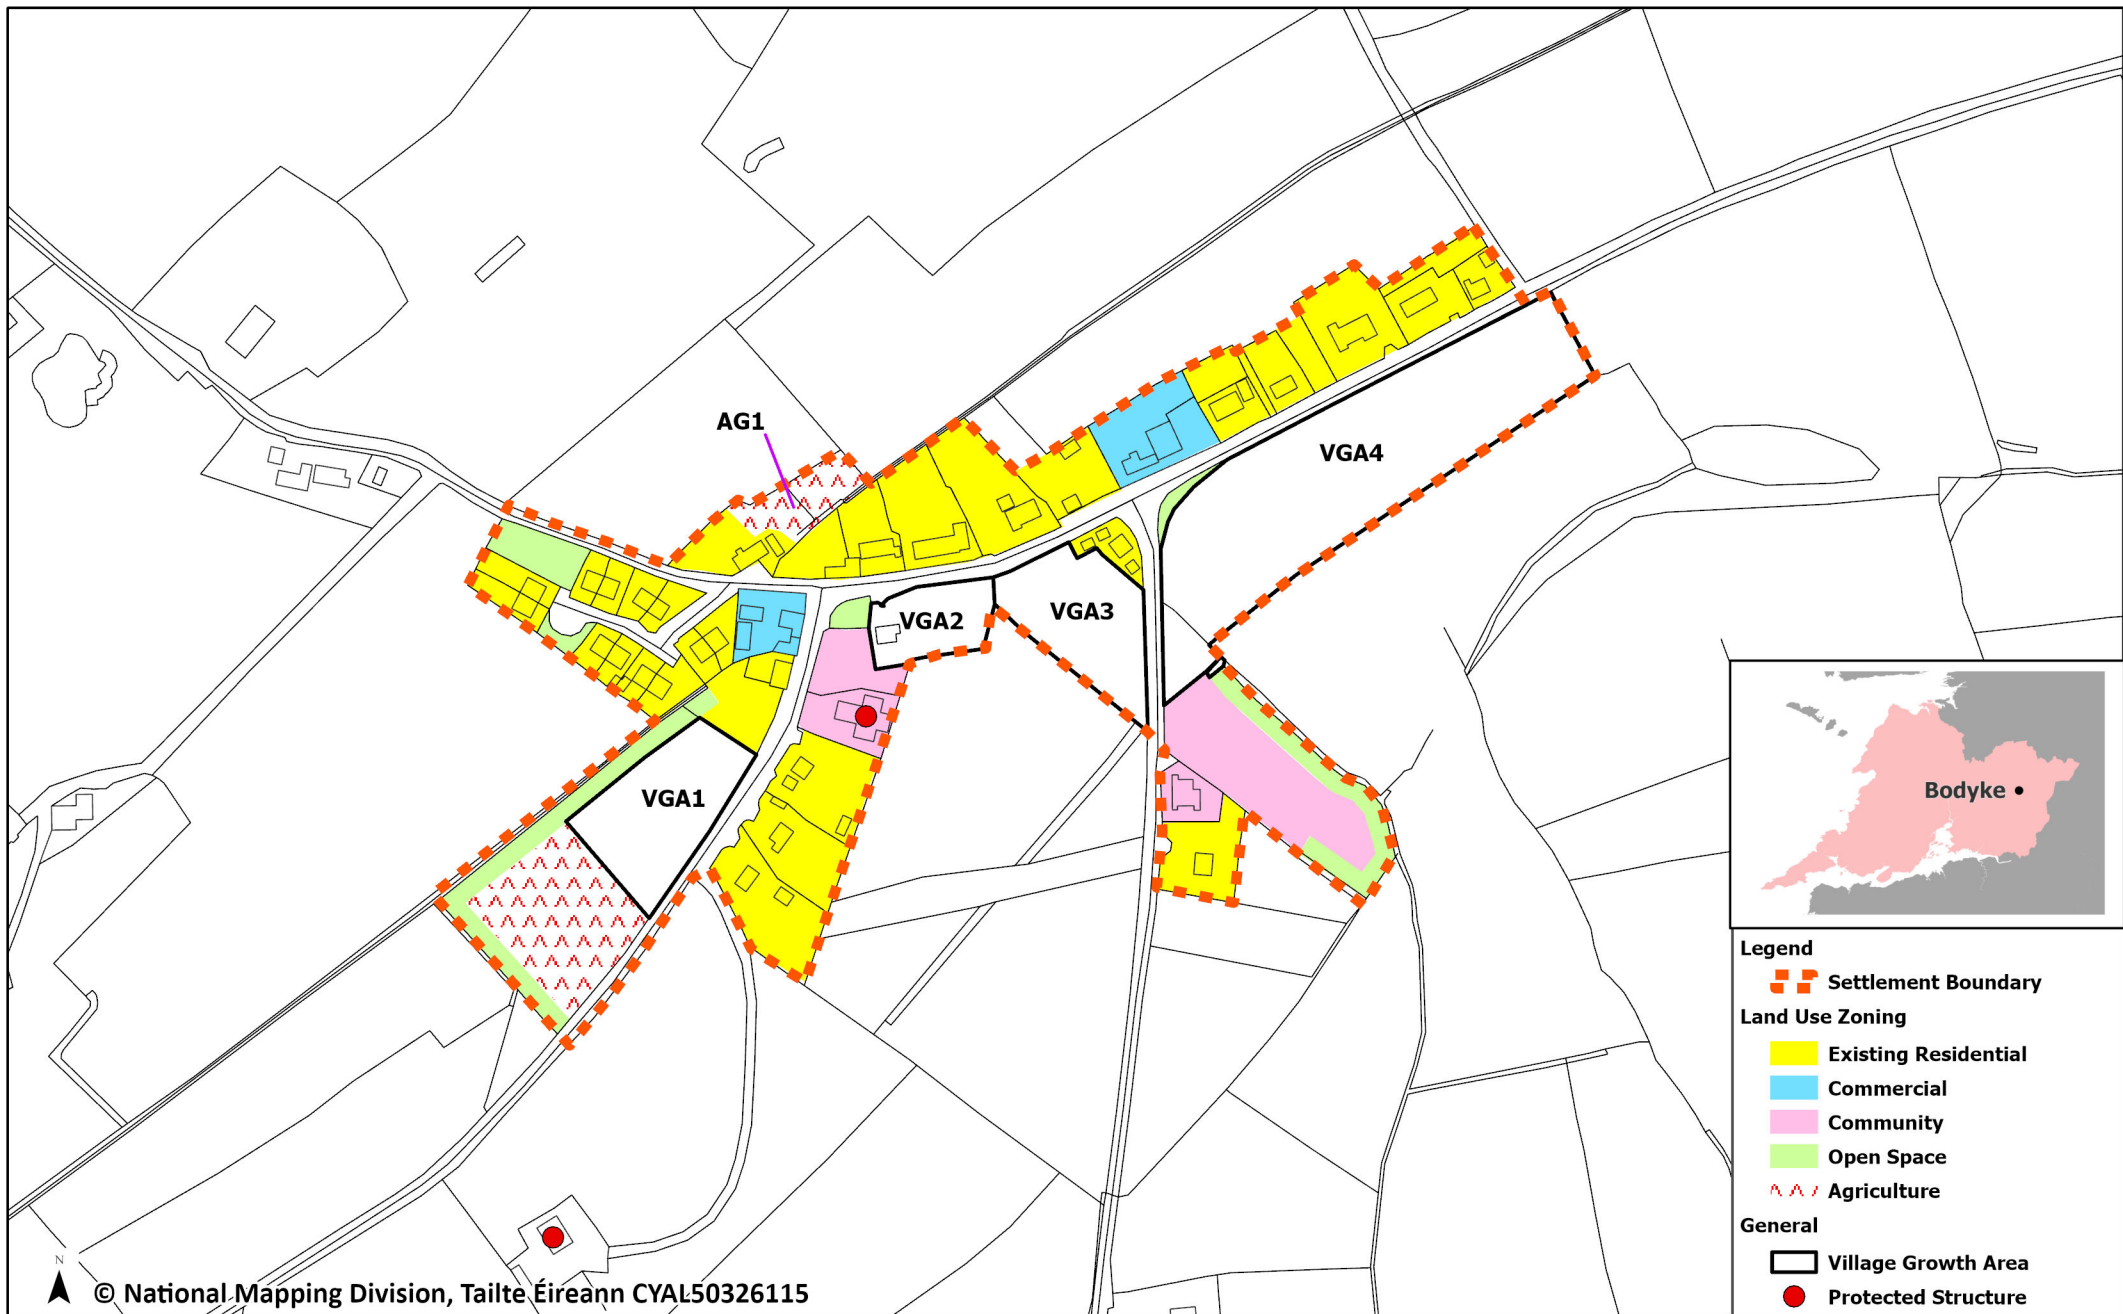 AG1
VGA4
VGA2
VGA3
VGA1
Bodyke
Legend
Settlement Boundary
Land Use Zoning
Existing Residential
Commercial
Community
Open Space
Agriculture
General
Village Growth Area
Protected Structure
N
© National Mapping Division, Tailte Éireann CYAL50326115